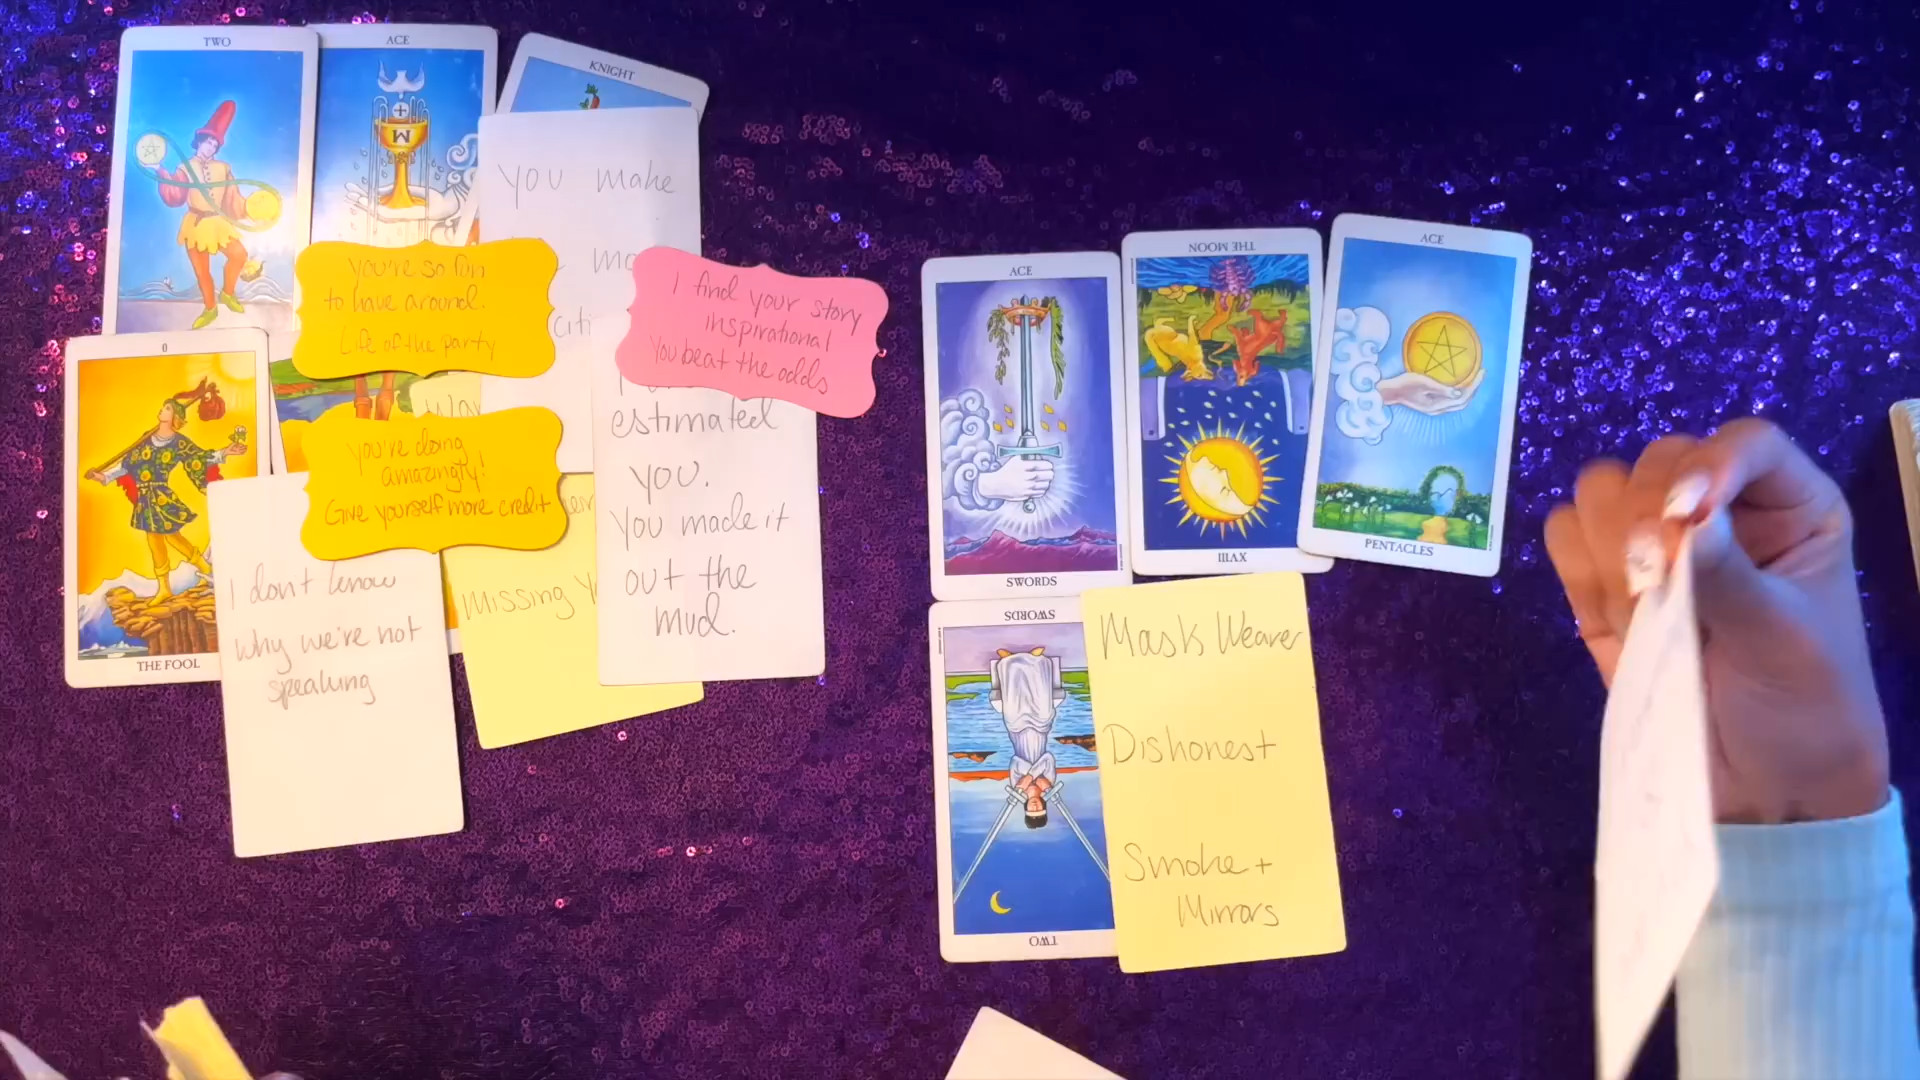 TWO
ACE
KNIGHT
you make
citi
You're so fun
to have around.
Life of the party
I find your story
inspirational
You beat the odds
estimated
you.
You made it
out the
mud.
0
THE FOOL
You're doing
amazingly!
Give yourself more credit
I don't know
why we're not
speaking
Missing
ACE
SWORDS
THE MOON
XVIII
ACE
PENTACLES
SWORDS
TWO
Mask Wearer
Dishonest
Smoke +
Mirrors